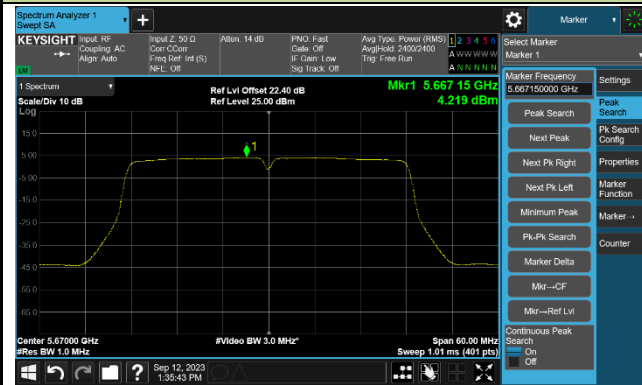 Spectrum Analyzer 1
Swept SA
Marker
KEYSIGHT
Input: RF
Coupling: AC
Align: Auto
Input Z: 50 Ω
Corr CCorr
Freq Ref: Int (S)
NFE: Off
Atten: 14 dB
PNO: Fast
Gate: Off
IF Gain: Low
Sig Track: Off
Avg Type: Power (RMS)
Avg|Hold: 2400/2400
Trig: Free Run
1 2 3 4 5 6
A W W W W W
A N N N N N
Select Marker
Marker 1
LXI
1 Spectrum
Scale/Div 10 dB
Log
Ref Lvl Offset 22.40 dB
Ref Level 25.00 dBm
Mkr1 5.667 15 GHz
4.219 dBm
15.0
5.00
-5.00
-15.0
-25.0
-35.0
-45.0
-55.0
-65.0
1
Center 5.67000 GHz
#Res BW 1.0 MHz
#Video BW 3.0 MHz*
Span 60.00 MHz
Sweep 1.01 ms (401 pts)
Marker Frequency
5.667150000 GHz
Peak Search
Next Peak
Next Pk Right
Next Pk Left
Minimum Peak
Pk-Pk Search
Marker Delta
Mkr→CF
Mkr→Ref Lvl
Continuous Peak
Search
On
Off
Settings
Peak
Search
Pk Search
Config
Properties
Marker
Function
Marker→
Counter
Sep 12, 2023
1:35:43 PM